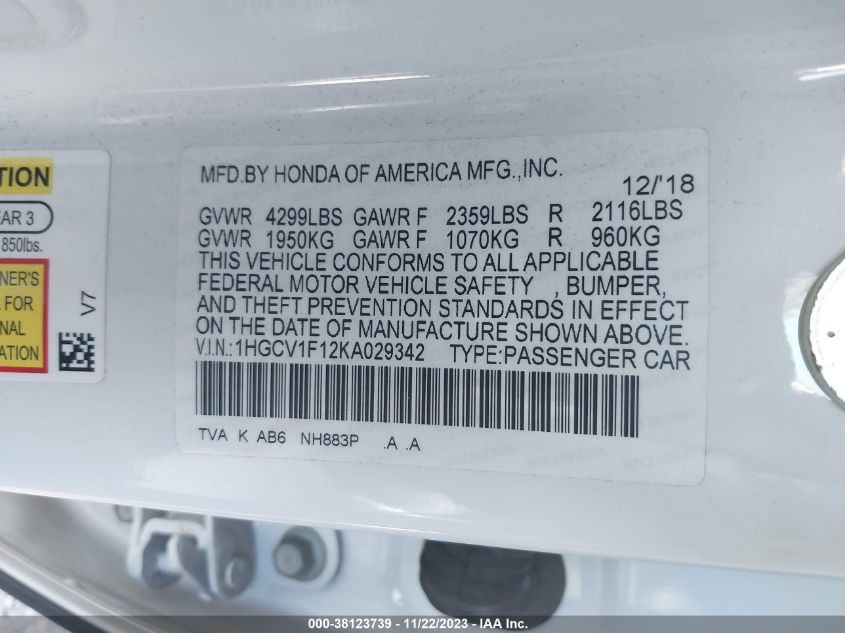 MFD.BY HONDA OF AMERICA MFG.,INC.
12/'18
GVWR 4299LBS GAWR F 2359LBS R 2116LBS
GVWR 1950KG GAWR F 1070KG R 960KG
THIS VEHICLE CONFORMS TO ALL APPLICABLE
FEDERAL MOTOR VEHICLE SAFETY , BUMPER,
AND THEFT PREVENTION STANDARDS IN EFFECT
ON THE DATE OF MANUFACTURE SHOWN ABOVE.
V.I.N.:1HGCV1F12KA029342 TYPE:PASSENGER CAR
TVA K AB6 NH883P .A .A
TION
EAR 3
850lbs.
NER'S
FOR
NAL
ATION
V7
000-38123739 - 11/22/2023 - IAAI.COM